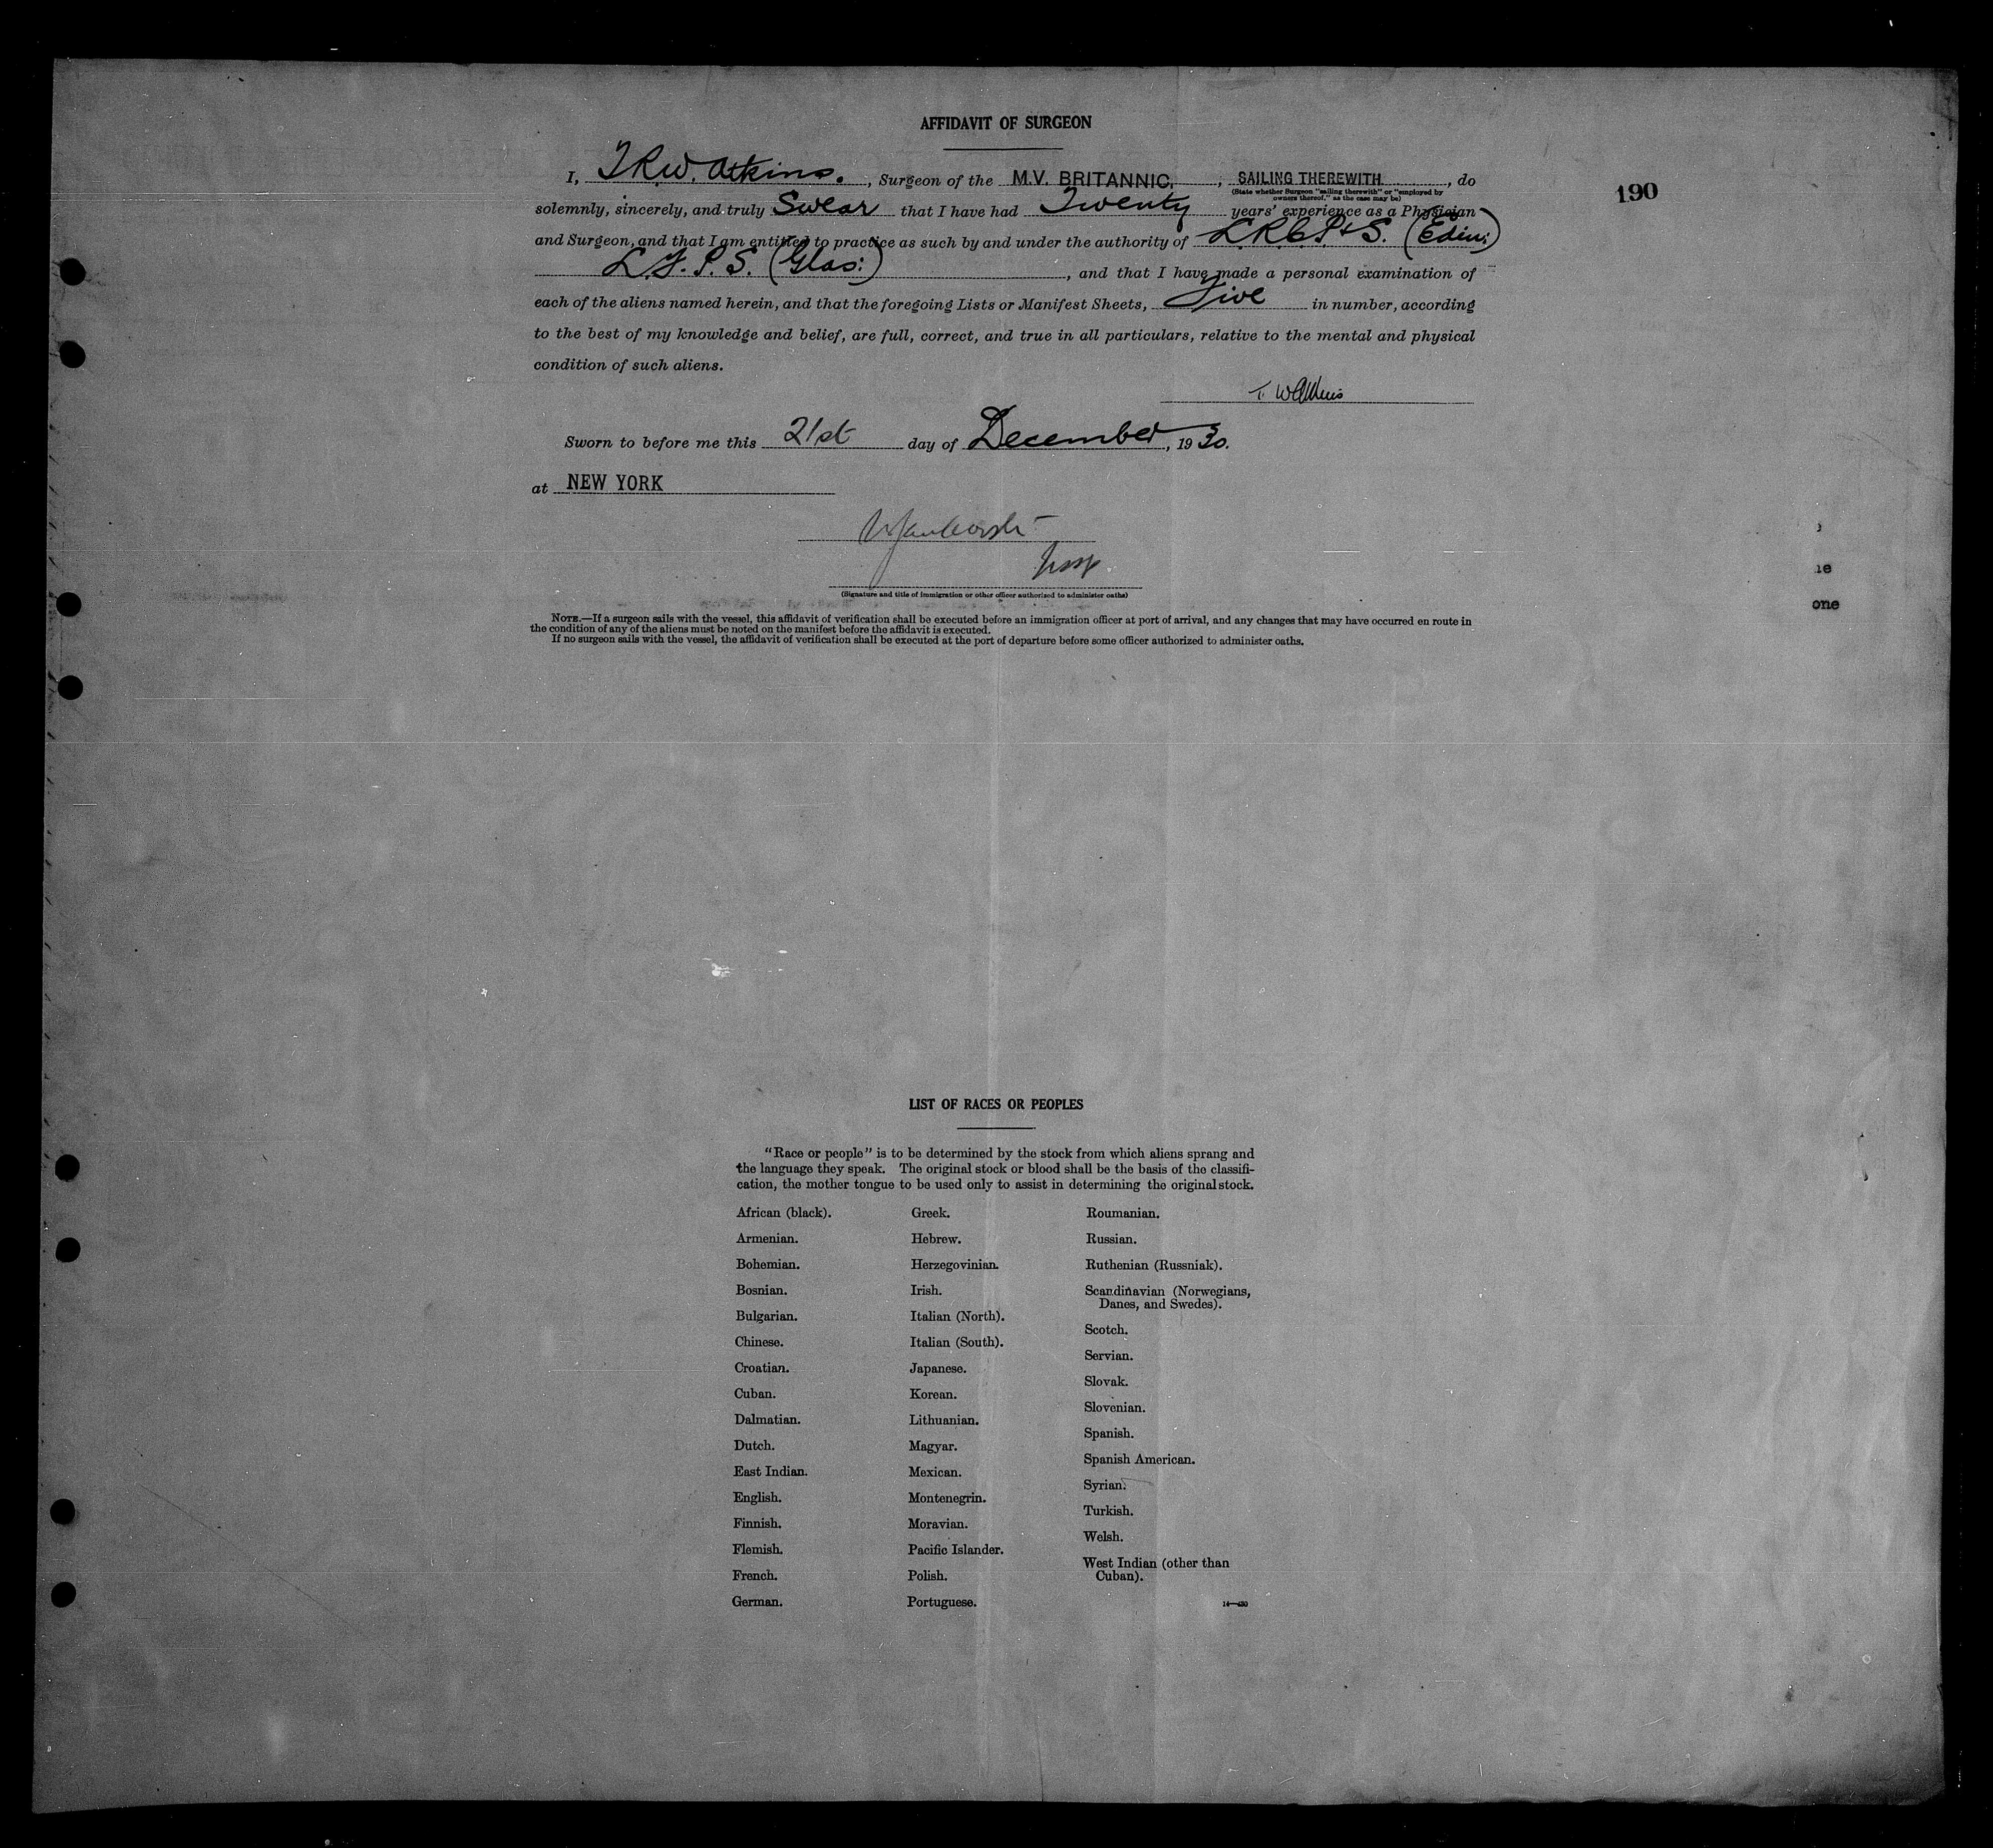 AFFIDAVIT OF SURGEON
190
I, T.R.W. Atkins., Surgeon of the M.V. BRITANNIC, SAILING THEREWITH, do
(State whether Surgeon "sailing therewith" or "employed by
owners thereof," as the case may be)
solemnly, sincerely, and truly Swear that I have had Twenty years' experience as a Physician
and Surgeon, and that I am entitled to practice as such by and under the authority of L.R.C.P.&S. (Edin:)
L.F.P.S. (Glas:), and that I have made a personal examination of
each of the aliens named herein, and that the foregoing Lists or Manifest Sheets, Five in number, according
to the best of my knowledge and belief, are full, correct, and true in all particulars, relative to the mental and physical
condition of such aliens.
Sworn to before me this 21st day of December, 1930.
at NEW YORK
ne
one
(Signature and title of immigration or other officer authorized to administer oaths)
NOTE.—If a surgeon sails with the vessel, this affidavit of verification shall be executed before an immigration officer at port of arrival, and any changes that may have occurred en route in
the condition of any of the aliens must be noted on the manifest before the affidavit is executed.
If no surgeon sails with the vessel, the affidavit of verification shall be executed at the port of departure before some officer authorized to administer oaths.
LIST OF RACES OR PEOPLES
"Race or people" is to be determined by the stock from which aliens sprang and
the language they speak. The original stock or blood shall be the basis of the classifi-
cation, the mother tongue to be used only to assist in determining the original stock.
African (black).
Armenian.
Bohemian.
Bosnian.
Bulgarian.
Chinese.
Croatian.
Cuban.
Dalmatian.
Dutch.
East Indian.
English.
Finnish.
Flemish.
French.
German.
Greek.
Hebrew.
Herzegovinian.
Irish.
Italian (North).
Italian (South).
Japanese.
Korean.
Lithuanian.
Magyar.
Mexican.
Montenegrin.
Moravian.
Pacific Islander.
Polish.
Portuguese.
Roumanian.
Russian.
Ruthenian (Russniak).
Scandinavian (Norwegians,
Danes, and Swedes).
Scotch.
Servian.
Slovak.
Slovenian.
Spanish.
Spanish American.
Syrian.
Turkish.
Welsh.
West Indian (other than
Cuban).